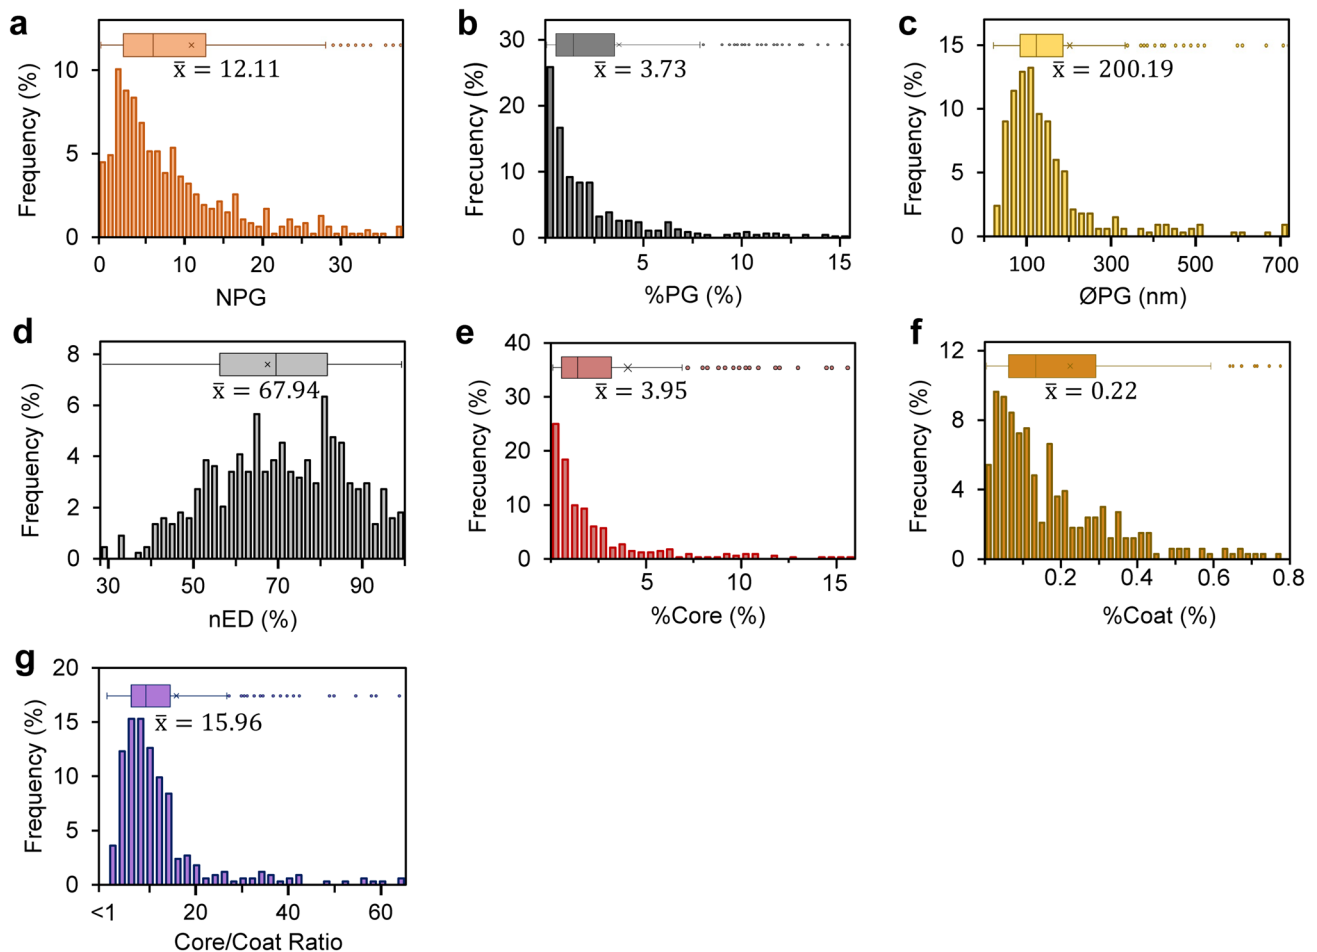 a
Frequency (%)
10
5
0
x̄ = 12.11
0 10 20 30
NPG
b
Frecuency (%)
30
20
10
0
x̄ = 3.73
5 10 15
%PG (%)
c
Frequency (%)
15
10
5
0
x̄ = 200.19
100 300 500 700
ØPG (nm)
d
Frequency (%)
8
6
4
2
0
x̄ = 67.94
30 50 70 90
nED (%)
e
Frecuency (%)
40
30
20
10
0
x̄ = 3.95
5 10 15
%Core (%)
f
Frecuency (%)
12
8
4
0
x̄ = 0.22
0.2 0.4 0.6 0.8
%Coat (%)
g
Frequency (%)
20
15
10
5
0
x̄ = 15.96
<1 20 40 60
Core/Coat Ratio